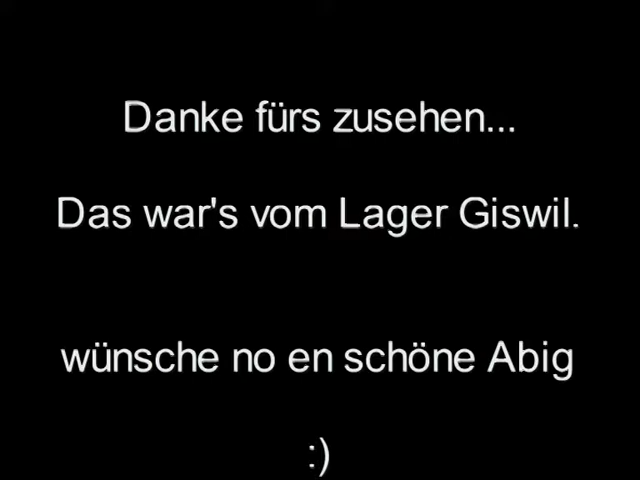 Danke fürs zusehen...
Das war's vom Lager Giswil.
wünsche no en schöne Abig
:)